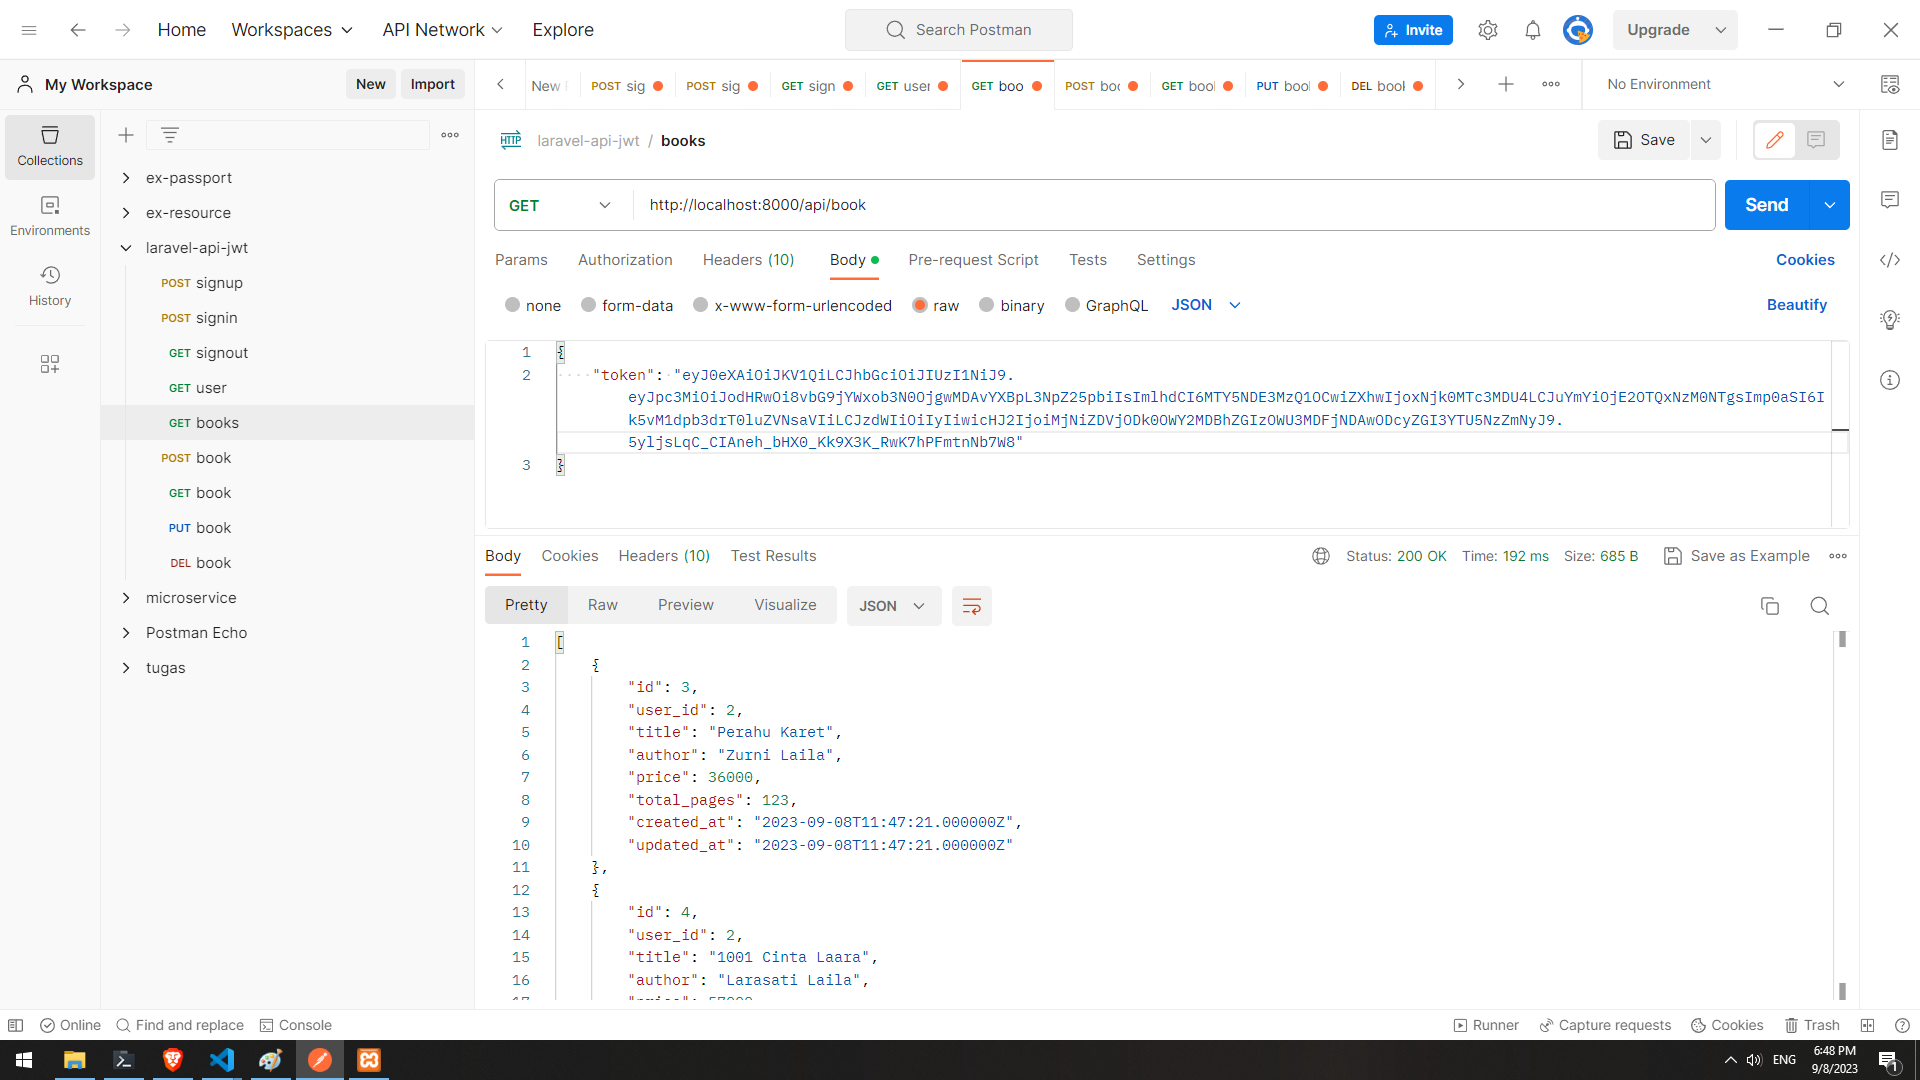 Home
Workspaces
API Network
Explore
Search Postman
Invite
Upgrade
My Workspace
New
Import
New
POST sig
POST sig
GET sign
GET user
GET boo
POST boo
GET bool
PUT bool
DEL book
No Environment
Collections
Environments
History
ex-passport
ex-resource
laravel-api-jwt
POST signup
POST signin
GET signout
GET user
GET books
POST book
GET book
PUT book
DEL book
microservice
Postman Echo
tugas
HTTP
laravel-api-jwt / books
Save
GET
http://localhost:8000/api/book
Send
Params
Authorization
Headers (10)
Body
Pre-request Script
Tests
Settings
Cookies
none
form-data
x-www-form-urlencoded
raw
binary
GraphQL
JSON
Beautify
1 {
2 "token": "eyJ0eXAiOiJKV1QiLCJhbGciOiJIUzI1NiJ9.
3 }
Body
Cookies
Headers (10)
Test Results
Status: 200 OK
Time: 192 ms
Size: 685 B
Save as Example
Pretty
Raw
Preview
Visualize
JSON
1 [
2 {
3 "id": 3,
4 "user_id": 2,
5 "title": "Perahu Karet",
6 "author": "Zurni Laila",
7 "price": 36000,
8 "total_pages": 123,
9 "created_at": "2023-09-08T11:47:21.000000Z",
10 "updated_at": "2023-09-08T11:47:21.000000Z"
11 },
12 {
13 "id": 4,
14 "user_id": 2,
15 "title": "1001 Cinta Laara",
16 "author": "Larasati Laila",
Online
Find and replace
Console
Runner
Capture requests
Cookies
Trash
ENG
6:48 PM
9/8/2023
1